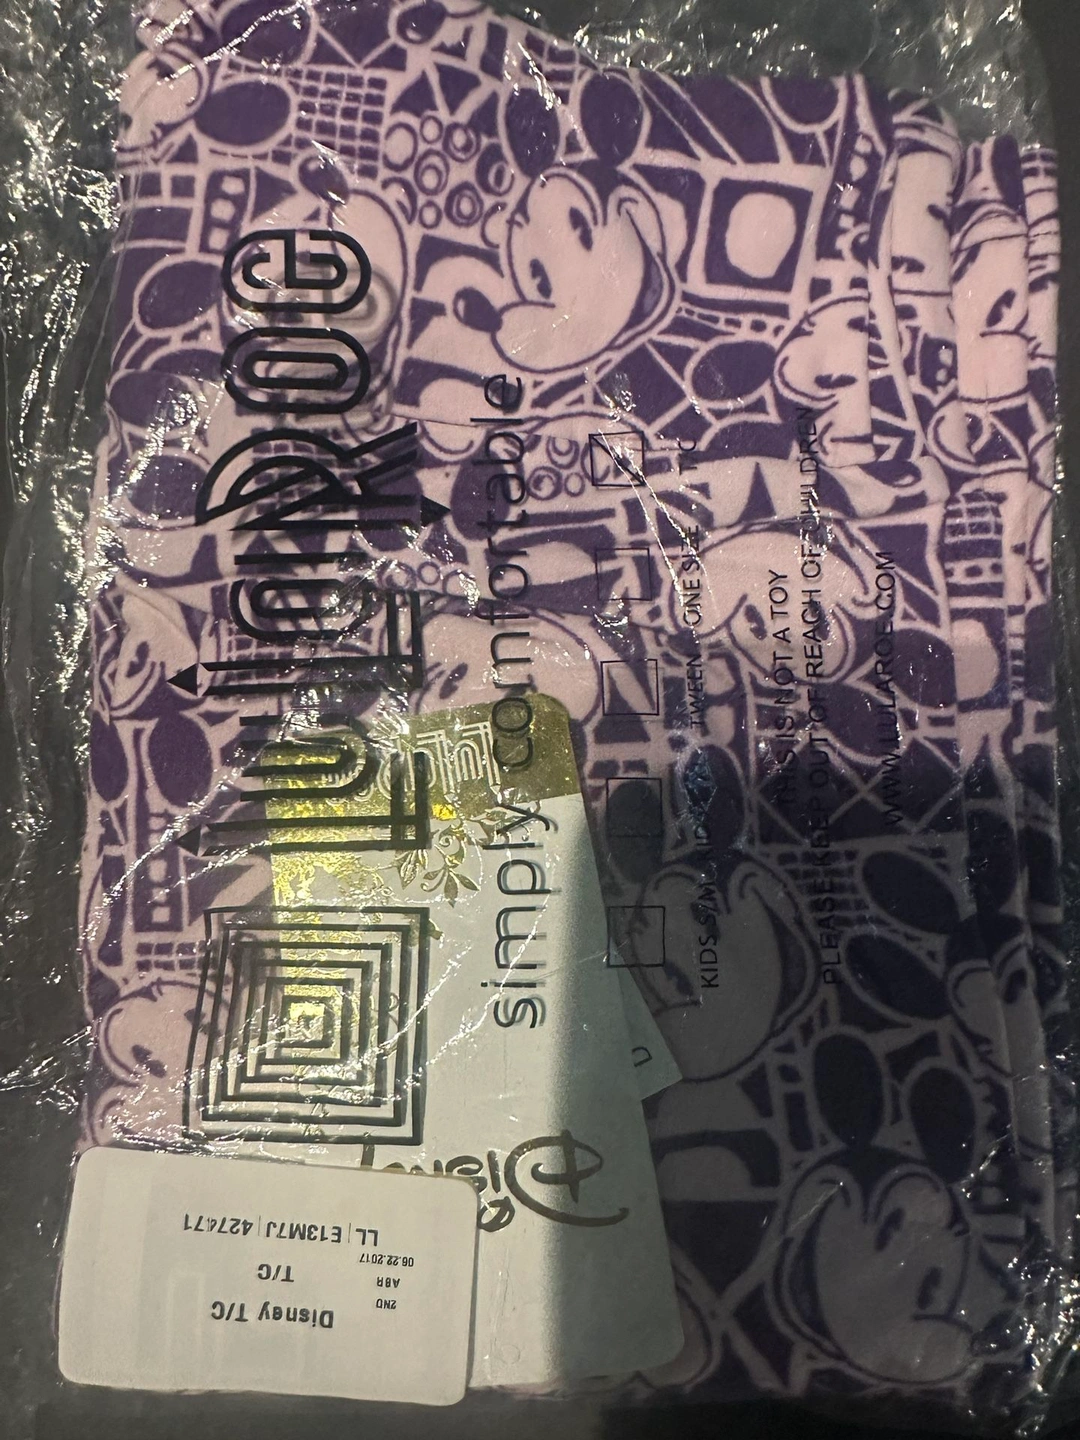 LULAROE
simply comfortable
KIDS S/M KIDS L/XL TWEEN ONE SIZE T/C
THIS IS NOT A TOY
PLEASE KEEP OUT OF REACH OF CHILDREN
WWW.LULAROE.COM
Disney
Disney T/C
2ND
T/C
ABR
06.22.2017
LL | E13M7J | 427471